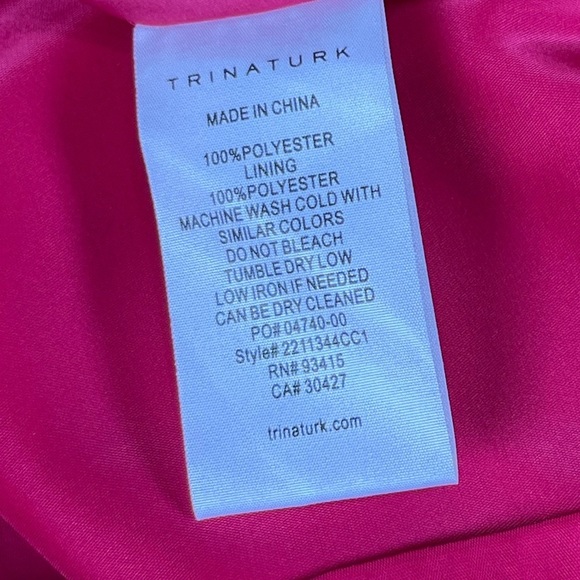 TRINATURK
MADE IN CHINA
100%POLYESTER
LINING
100%POLYESTER
MACHINE WASH COLD WITH
SIMILAR COLORS
DO NOT BLEACH
TUMBLE DRY LOW
LOW IRON IF NEEDED
CAN BE DRY CLEANED
PO# 04740-00
Style# 2211344CC1
RN# 93415
CA# 30427
trinaturk.com